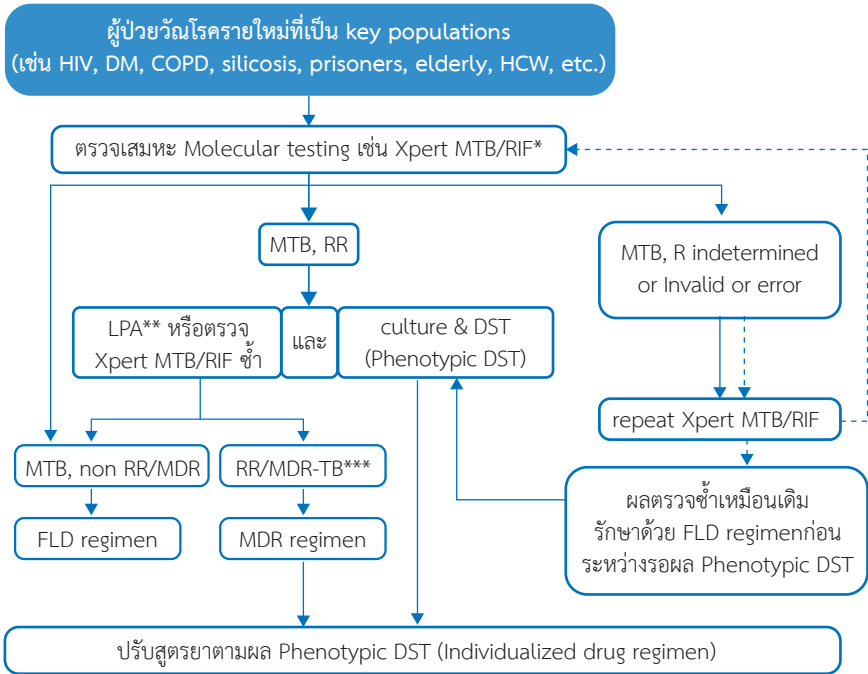 ผู้ป่วยวัณโรครายใหม่ที่เป็น key populations
(เช่น HIV, DM, COPD, silicosis, prisoners, elderly, HCW, etc.)
ตรวจเสมหะ Molecular testing เช่น Xpert MTB/RIF*
MTB, RR
MTB, R indetermined
or Invalid or error
LPA** หรือตรวจ
Xpert MTB/RIF ซ้ำ
และ
culture & DST
(Phenotypic DST)
repeat Xpert MTB/RIF
MTB, non RR/MDR
RR/MDR-TB***
ผลตรวจซ้ำเหมือนเดิม
รักษาด้วย FLD regimenก่อน
ระหว่างรอผล Phenotypic DST
FLD regimen
MDR regimen
ปรับสูตรยาตามผล Phenotypic DST (Individualized drug regimen)